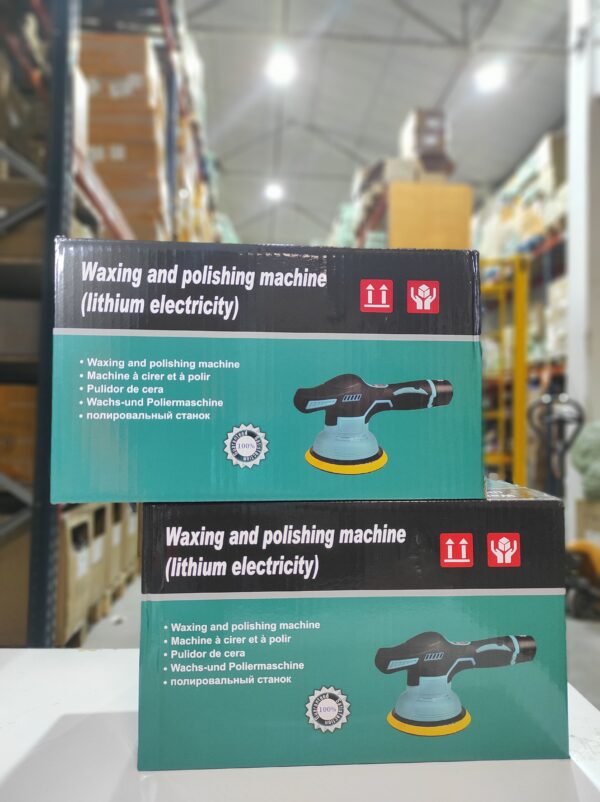 Waxing and polishing machine
(lithium electricity)
• Waxing and polishing machine
• Machine à cirer et à polir
• Pulidor de cera
• Wachs-und Poliermaschine
• полировальный станок
100%
Waxing and polishing machine
(lithium electricity)
• Waxing and polishing machine
• Machine à cirer et à polir
• Pulidor de cera
• Wachs-und Poliermaschine
• полировальный станок
100%